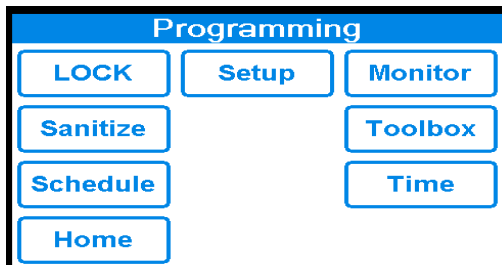 Programming
LOCK Setup Monitor
Sanitize Toolbox
Schedule Time
Home